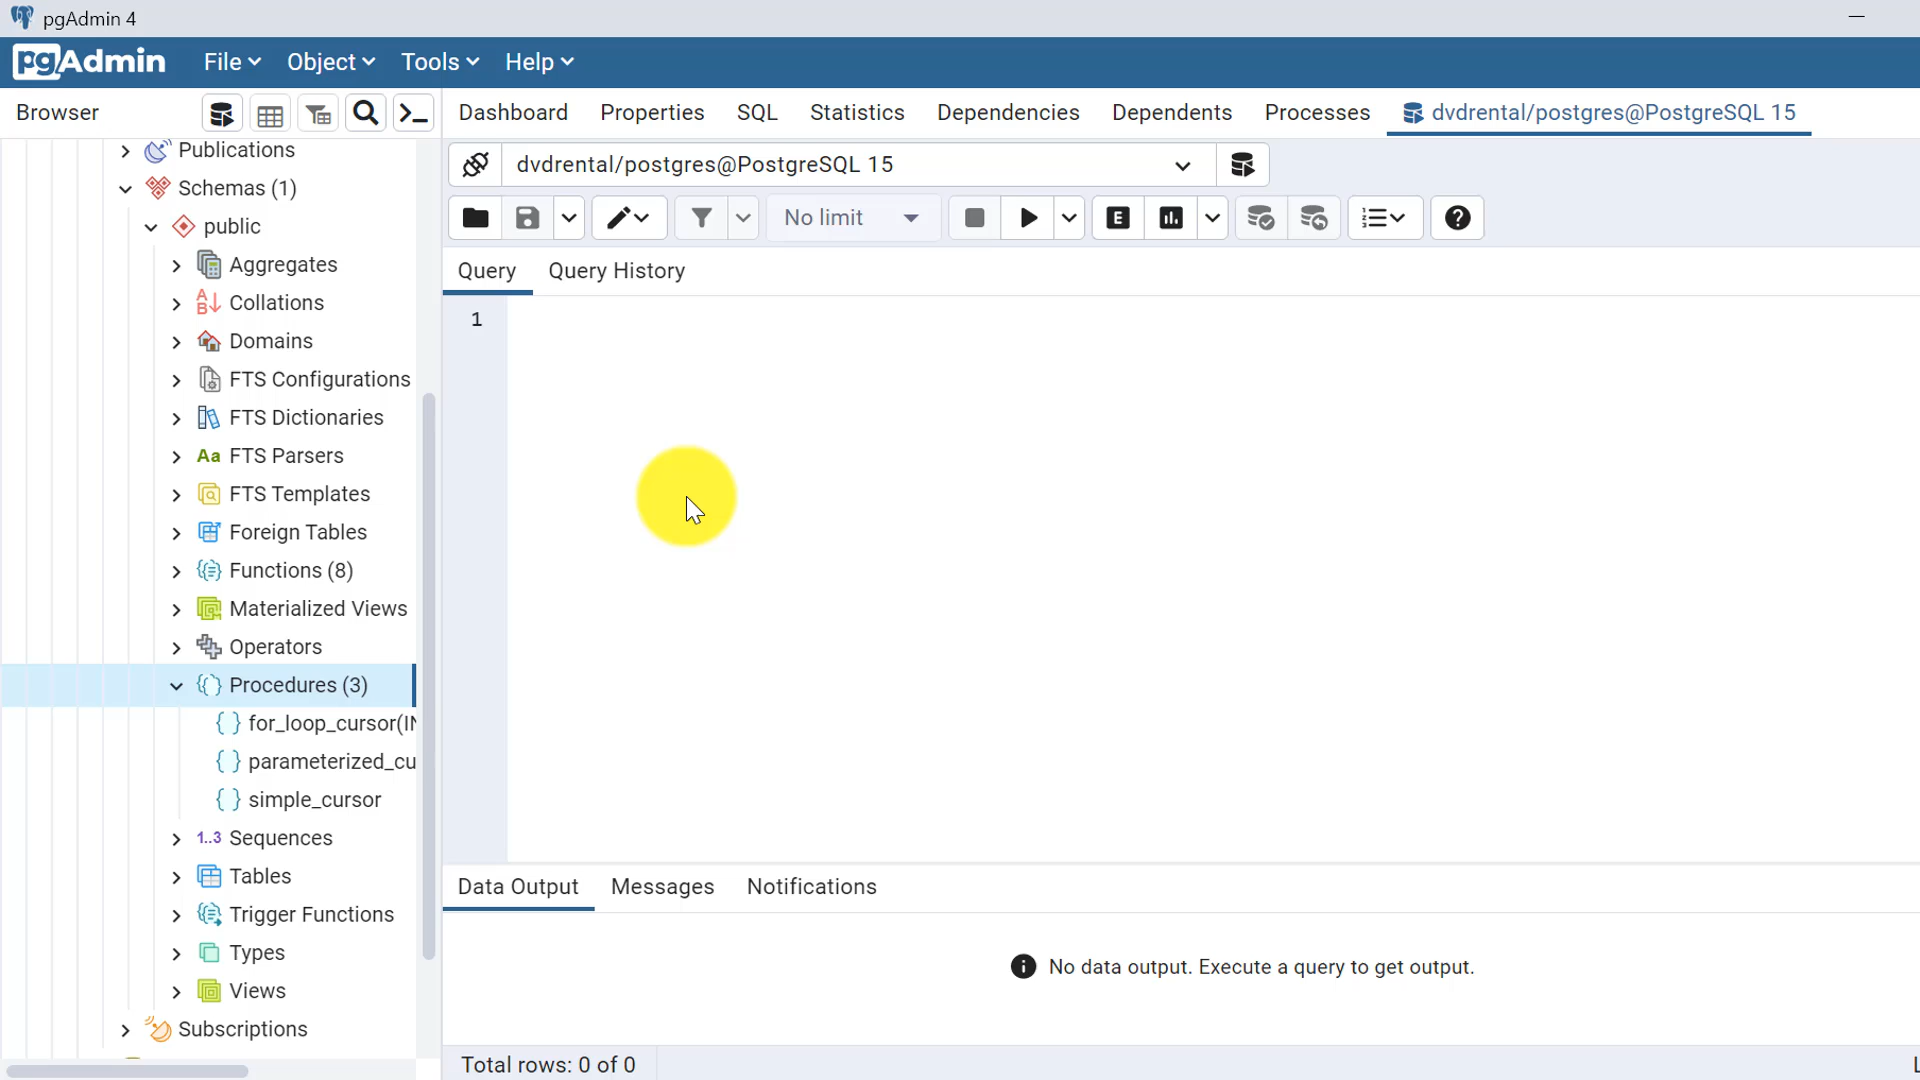 pgAdmin 4
pgAdmin File Object Tools Help
Browser
Dashboard Properties SQL Statistics Dependencies Dependents Processes dvdrental/postgres@PostgreSQL 15
dvdrental/postgres@PostgreSQL 15
No limit
E
Query Query History
1
Publications
Schemas (1)
public
Aggregates
Collations
Domains
FTS Configurations
FTS Dictionaries
Aa FTS Parsers
FTS Templates
Foreign Tables
Functions (8)
Materialized Views
Operators
Procedures (3)
for_loop_cursor(IN
parameterized_cu
simple_cursor
1..3 Sequences
Tables
Trigger Functions
Types
Views
Subscriptions
Data Output Messages Notifications
No data output. Execute a query to get output.
Total rows: 0 of 0